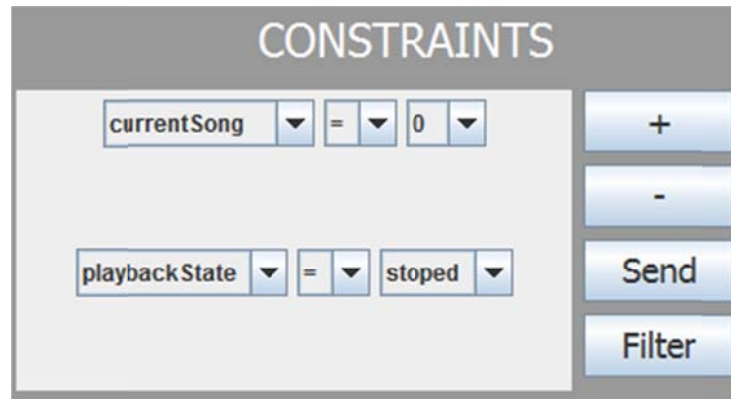 CONSTRAINTS
currentSong = 0
+
-
playbackState = stoped
Send
Filter